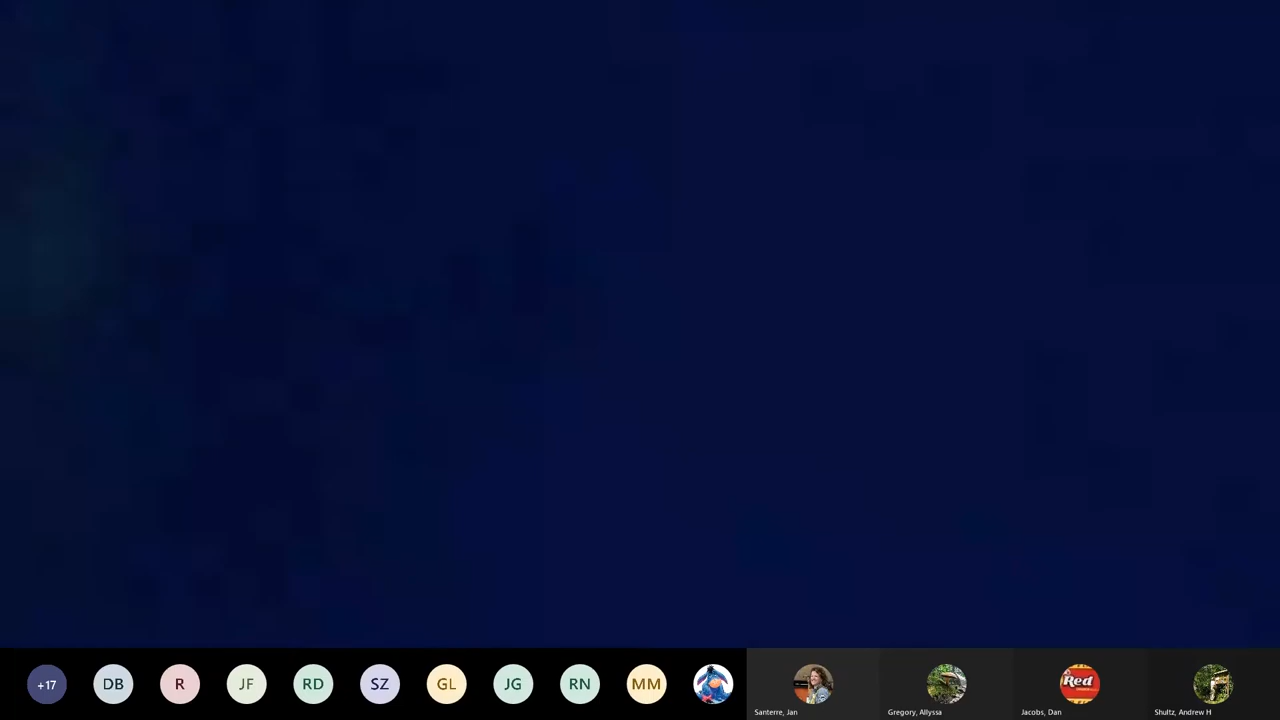 +17
DB
R
JF
RD
SZ
GL
JG
RN
MM
Red
Santerre, Jan
Gregory, Allyssa
Jacobs, Dan
Shultz, Andrew H